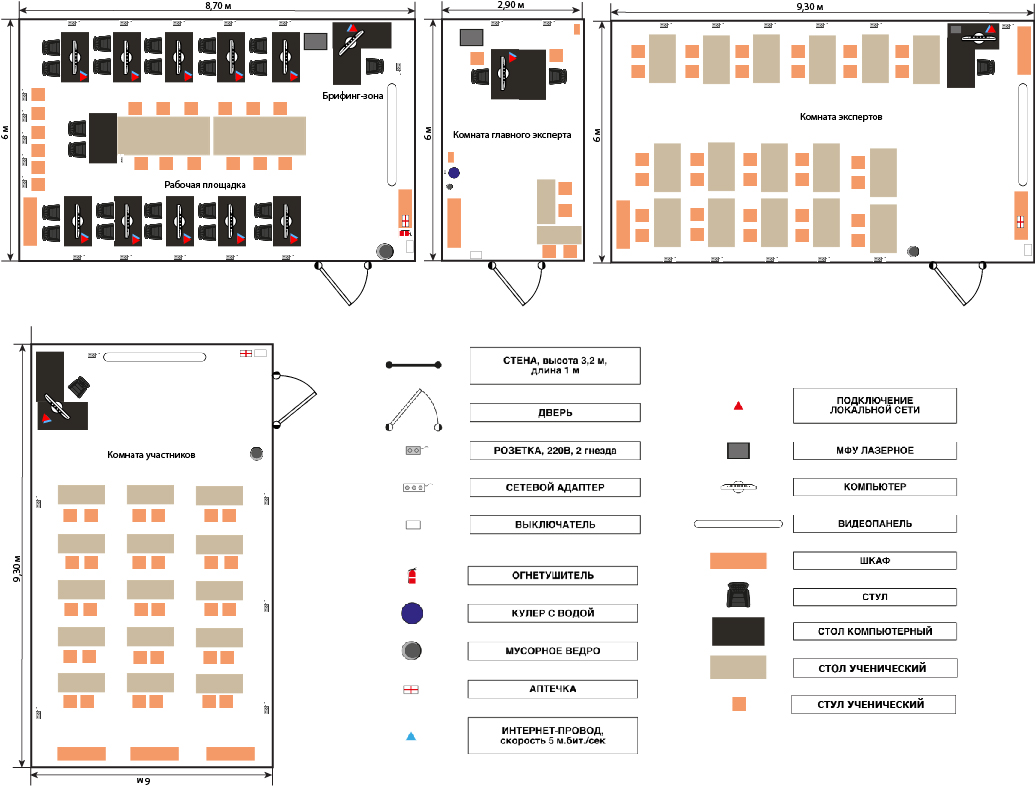 8,70 м
2,90 м
9,30 м
6 м
Брифинг-зона
Рабочая площадка
6 м
Комната главного эксперта
6 м
Комната экспертов
9,30 м
Комната участников
6 м
СТЕНА, высота 3,2 м,
длина 1 м
ДВЕРЬ
РОЗЕТКА, 220В, 2 гнезда
СЕТЕВОЙ АДАПТЕР
ВЫКЛЮЧАТЕЛЬ
ОГНЕТУШИТЕЛЬ
КУЛЕР С ВОДОЙ
МУСОРНОЕ ВЕДРО
АПТЕЧКА
ИНТЕРНЕТ-ПРОВОД,
скорость 5 м.бит./сек
ПОДКЛЮЧЕНИЕ
ЛОКАЛЬНОЙ СЕТИ
МФУ ЛАЗЕРНОЕ
КОМПЬЮТЕР
ВИДЕОПАНЕЛЬ
ШКАФ
СТУЛ
СТОЛ КОМПЬЮТЕРНЫЙ
СТОЛ УЧЕНИЧЕСКИЙ
СТУЛ УЧЕНИЧЕСКИЙ